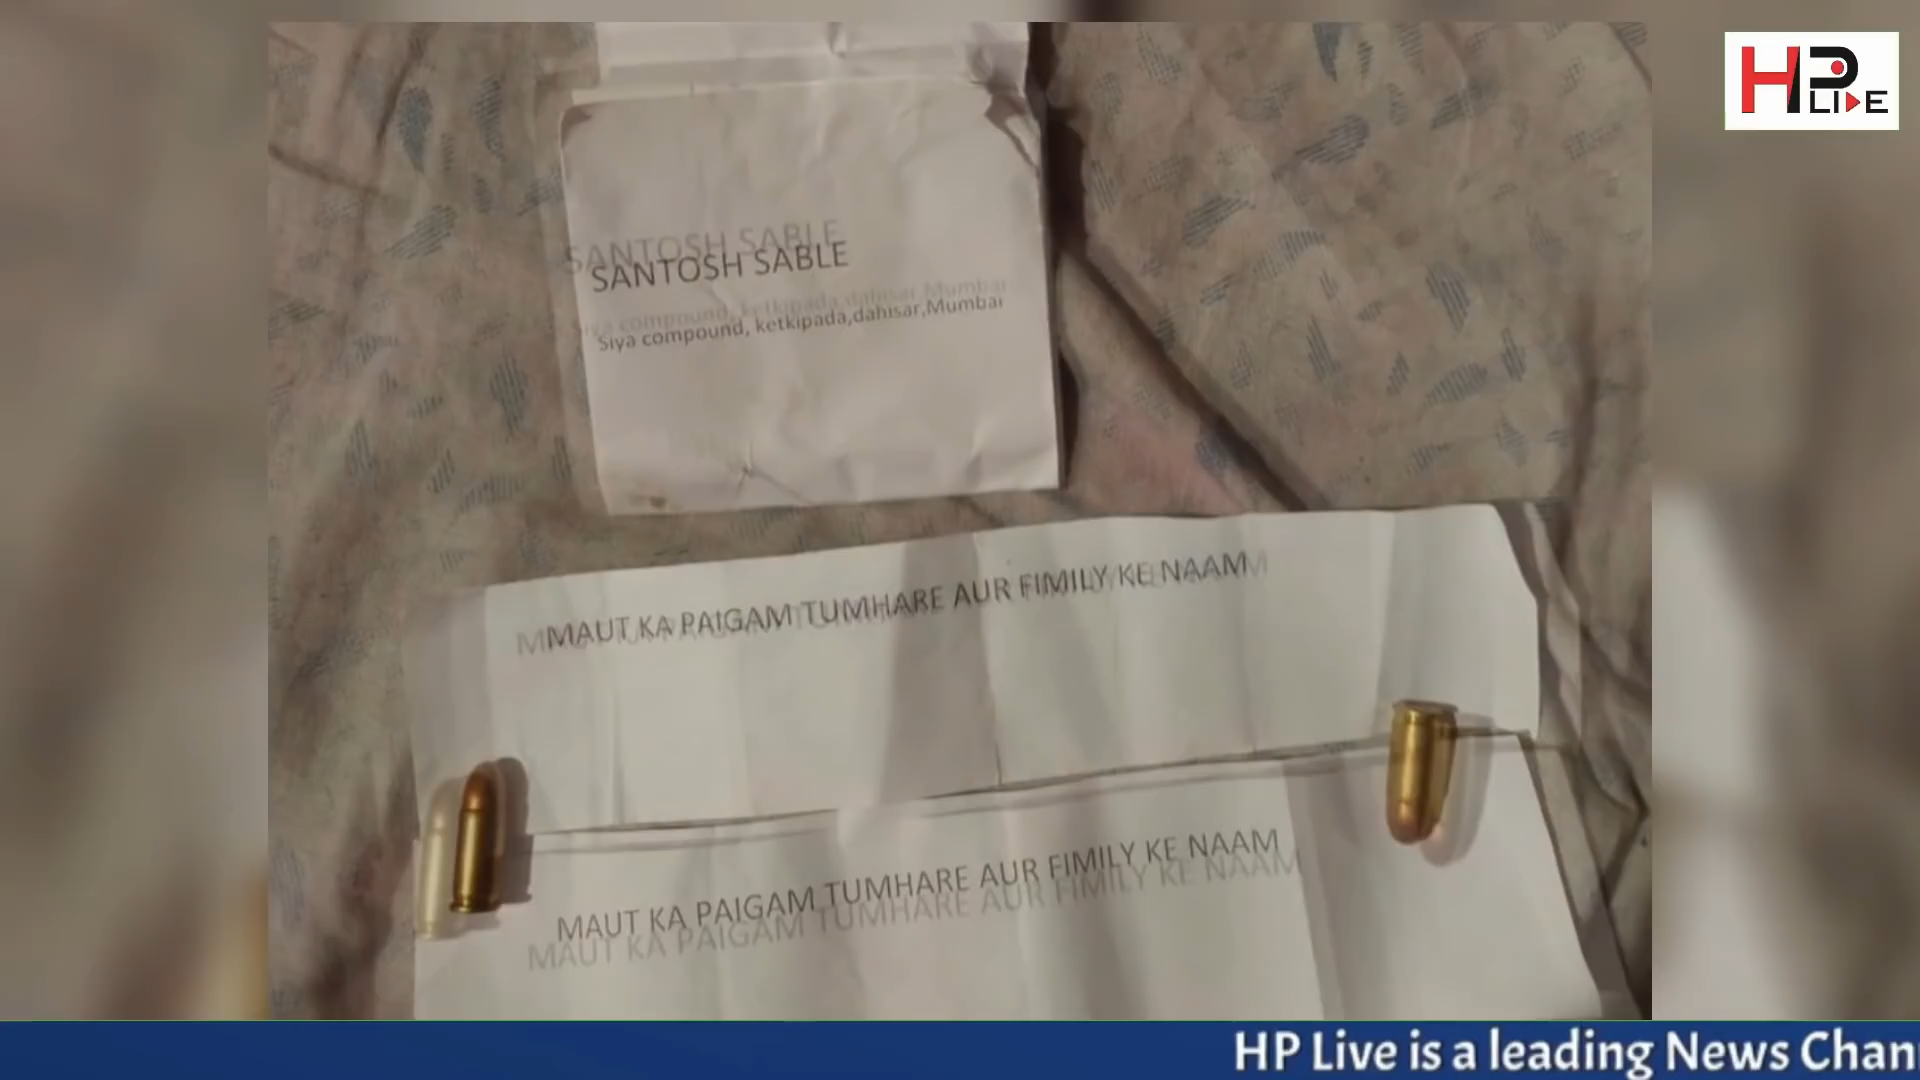 HP LIVE
SANTOSH SABLE
Siya compound, ketkipada,dahisar,Mumbai
MAUT KA PAIGAM TUMHARE AUR FIMILY KE NAAM
MAUT KA PAIGAM TUMHARE AUR FIMILY KE NAAM
HP Live is a leading News Chan